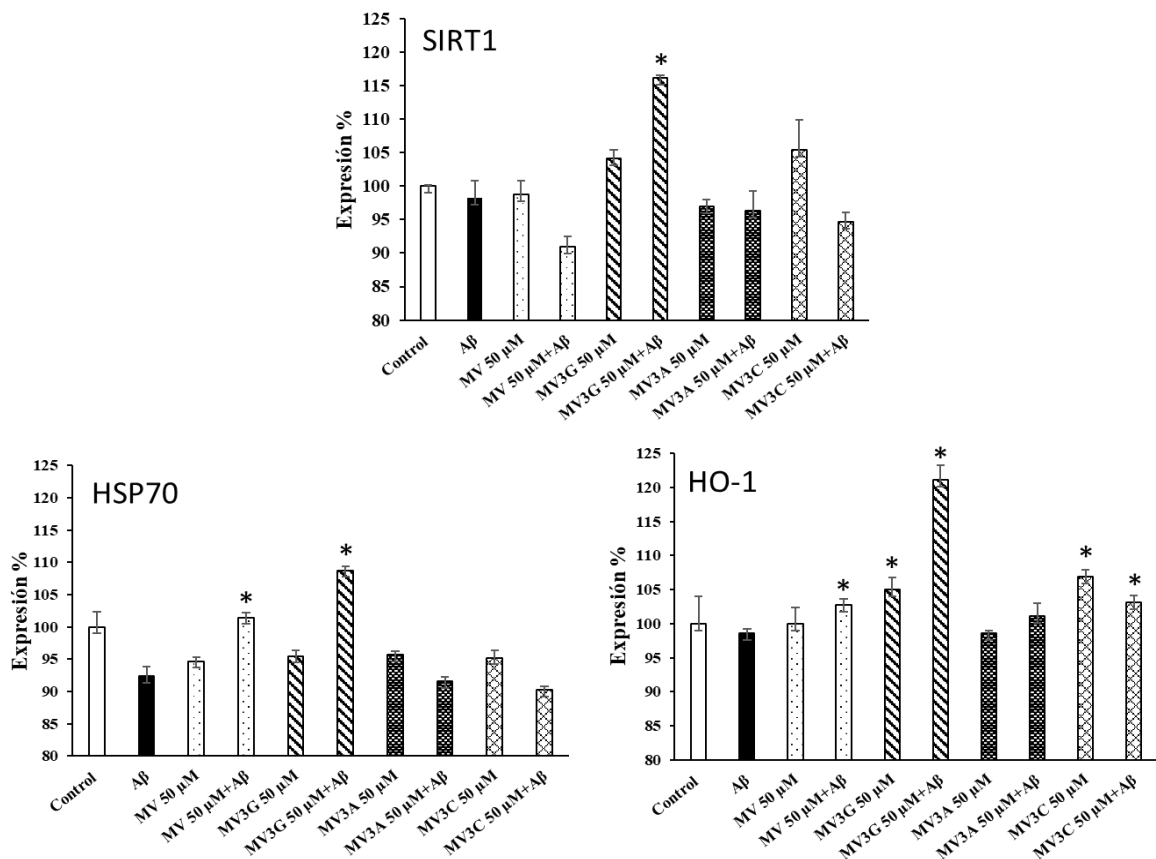 SIRT1
Expresión %
125
120
115
110
105
100
95
90
85
80
*
Control
Aβ
MV 50 µM
MV 50 µM+Aβ
MV3G 50 µM
MV3G 50 µM+Aβ
MV3A 50 µM
MV3A 50 µM+Aβ
MV3C 50 µM
MV3C 50 µM+Aβ
HSP70
Expresión %
125
120
115
110
105
100
95
90
85
80
*
*
Control
Aβ
MV 50 µM
MV 50 µM+Aβ
MV3G 50 µM
MV3G 50 µM+Aβ
MV3A 50 µM
MV3A 50 µM+Aβ
MV3C 50 µM
MV3C 50 µM+Aβ
HO-1
Expresión %
125
120
115
110
105
100
95
90
85
80
*
*
*
*
*
Control
Aβ
MV 50 µM
MV 50 µM+Aβ
MV3G 50 µM
MV3G 50 µM+Aβ
MV3A 50 µM
MV3A 50 µM+Aβ
MV3C 50 µM
MV3C 50 µM+Aβ